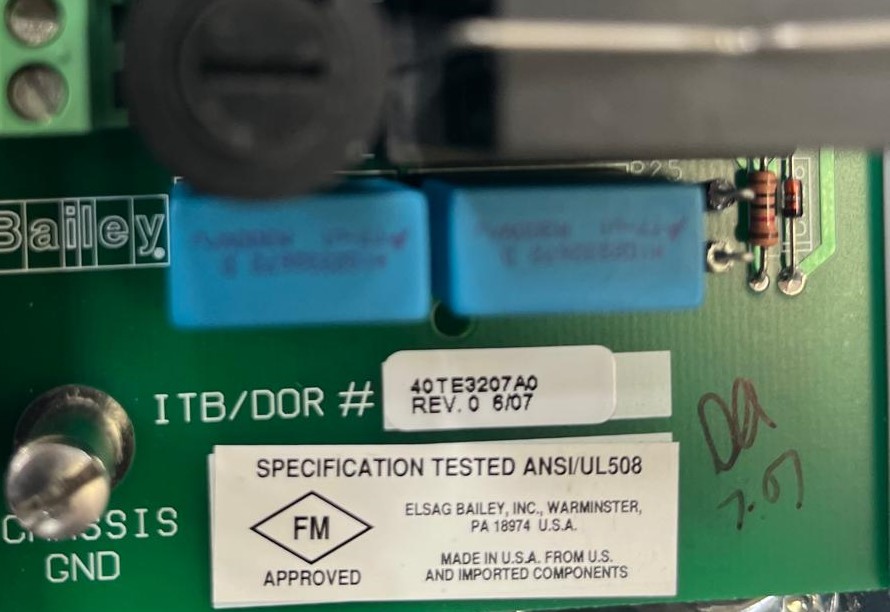 R25
Bailey
ITB/DOR #
40TE3207A0
REV. 0 6/07
SPECIFICATION TESTED ANSI/UL508
FM
APPROVED
ELSAG BAILEY, INC., WARMINSTER,
PA 18974 U.S.A.
MADE IN U.S.A. FROM U.S.
AND IMPORTED COMPONENTS
CHASSIS
GND
7.07